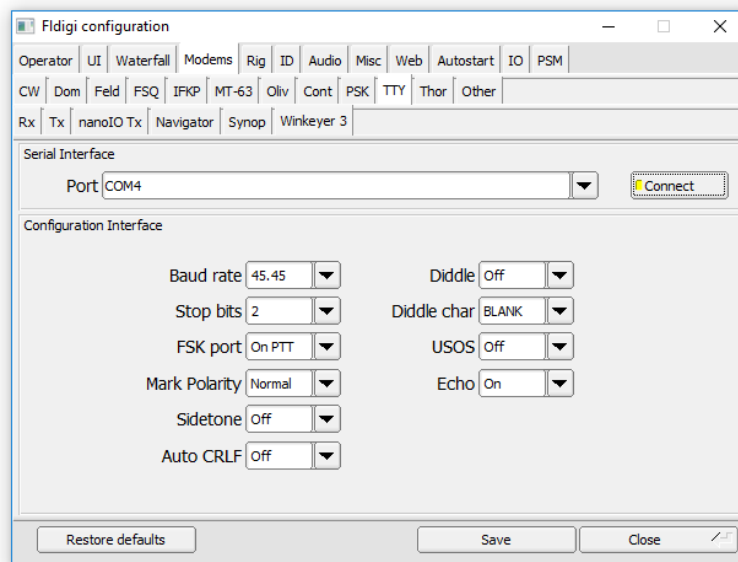 Fldigi configuration
Operator UI Waterfall Modems Rig ID Audio Misc Web Autostart IO PSM
CW Dom Feld FSQ IFKP MT-63 Oliv Cont PSK TTY Thor Other
Rx Tx nanoIO Tx Navigator Synop Winkeyer 3
Serial Interface
Port COM4 Connect
Configuration Interface
Baud rate 45.45 Diddle Off
Stop bits 2 Diddle char BLANK
FSK port On PTT USOS Off
Mark Polarity Normal Echo On
Sidetone Off
Auto CRLF Off
Restore defaults Save Close